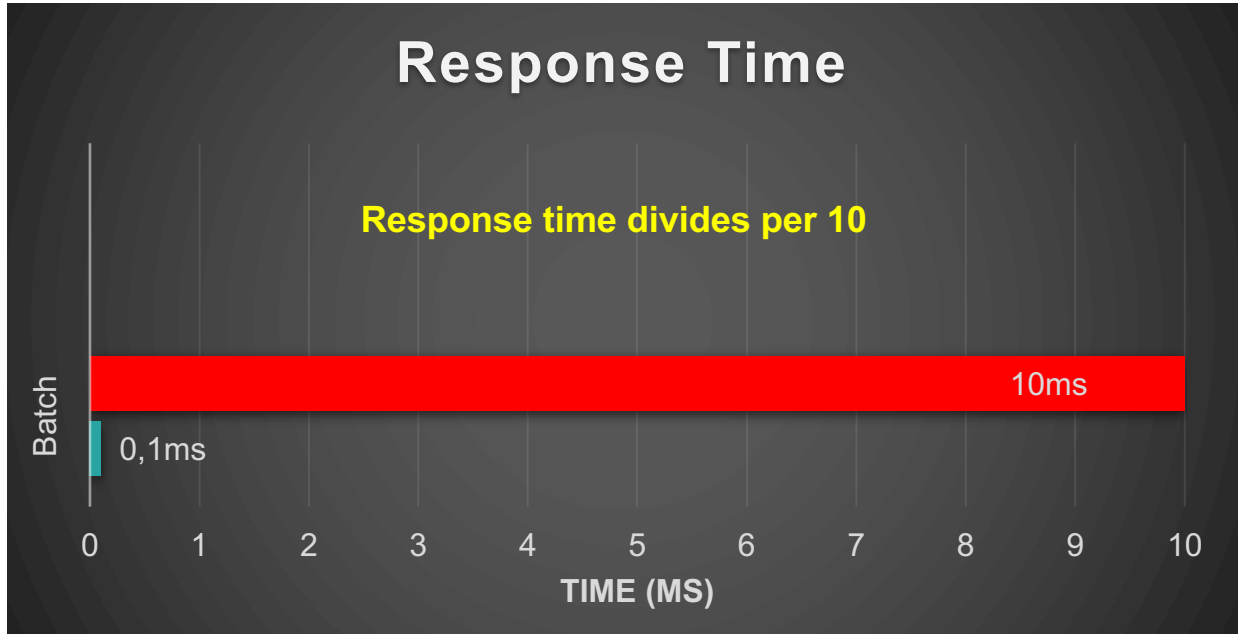 Response Time
Response time divides per 10
Batch
10ms
0,1ms
0 1 2 3 4 5 6 7 8 9 10
TIME (MS)